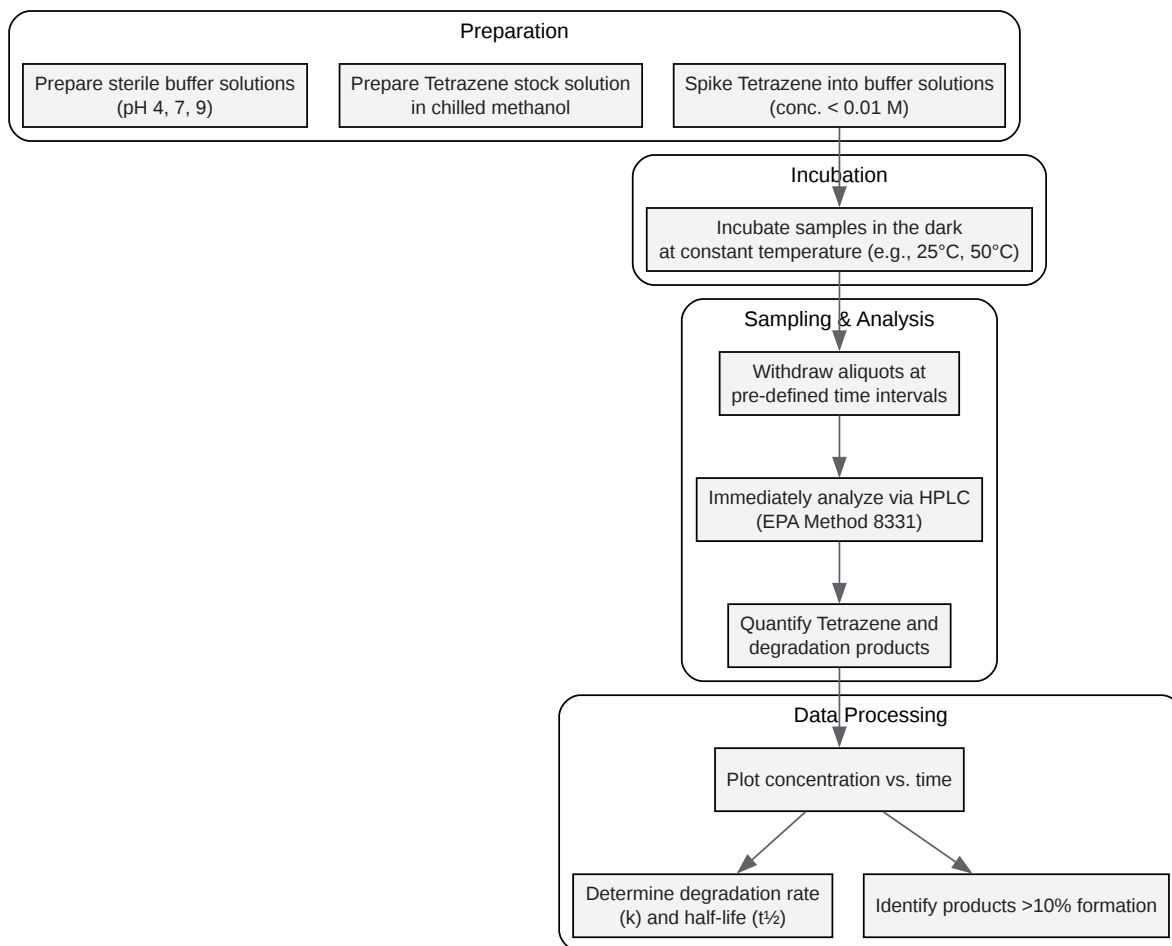 Preparation
Prepare sterile buffer solutions
(pH 4, 7, 9)
Prepare Tetrazene stock solution
in chilled methanol
Spike Tetrazene into buffer solutions
(conc. < 0.01 M)
Incubation
Incubate samples in the dark
at constant temperature (e.g., 25°C, 50°C)
Sampling & Analysis
Withdraw aliquots at
pre-defined time intervals
Immediately analyze via HPLC
(EPA Method 8331)
Quantify Tetrazene and
degradation products
Data Processing
Plot concentration vs. time
Determine degradation rate
(k) and half-life (t½)
Identify products >10% formation